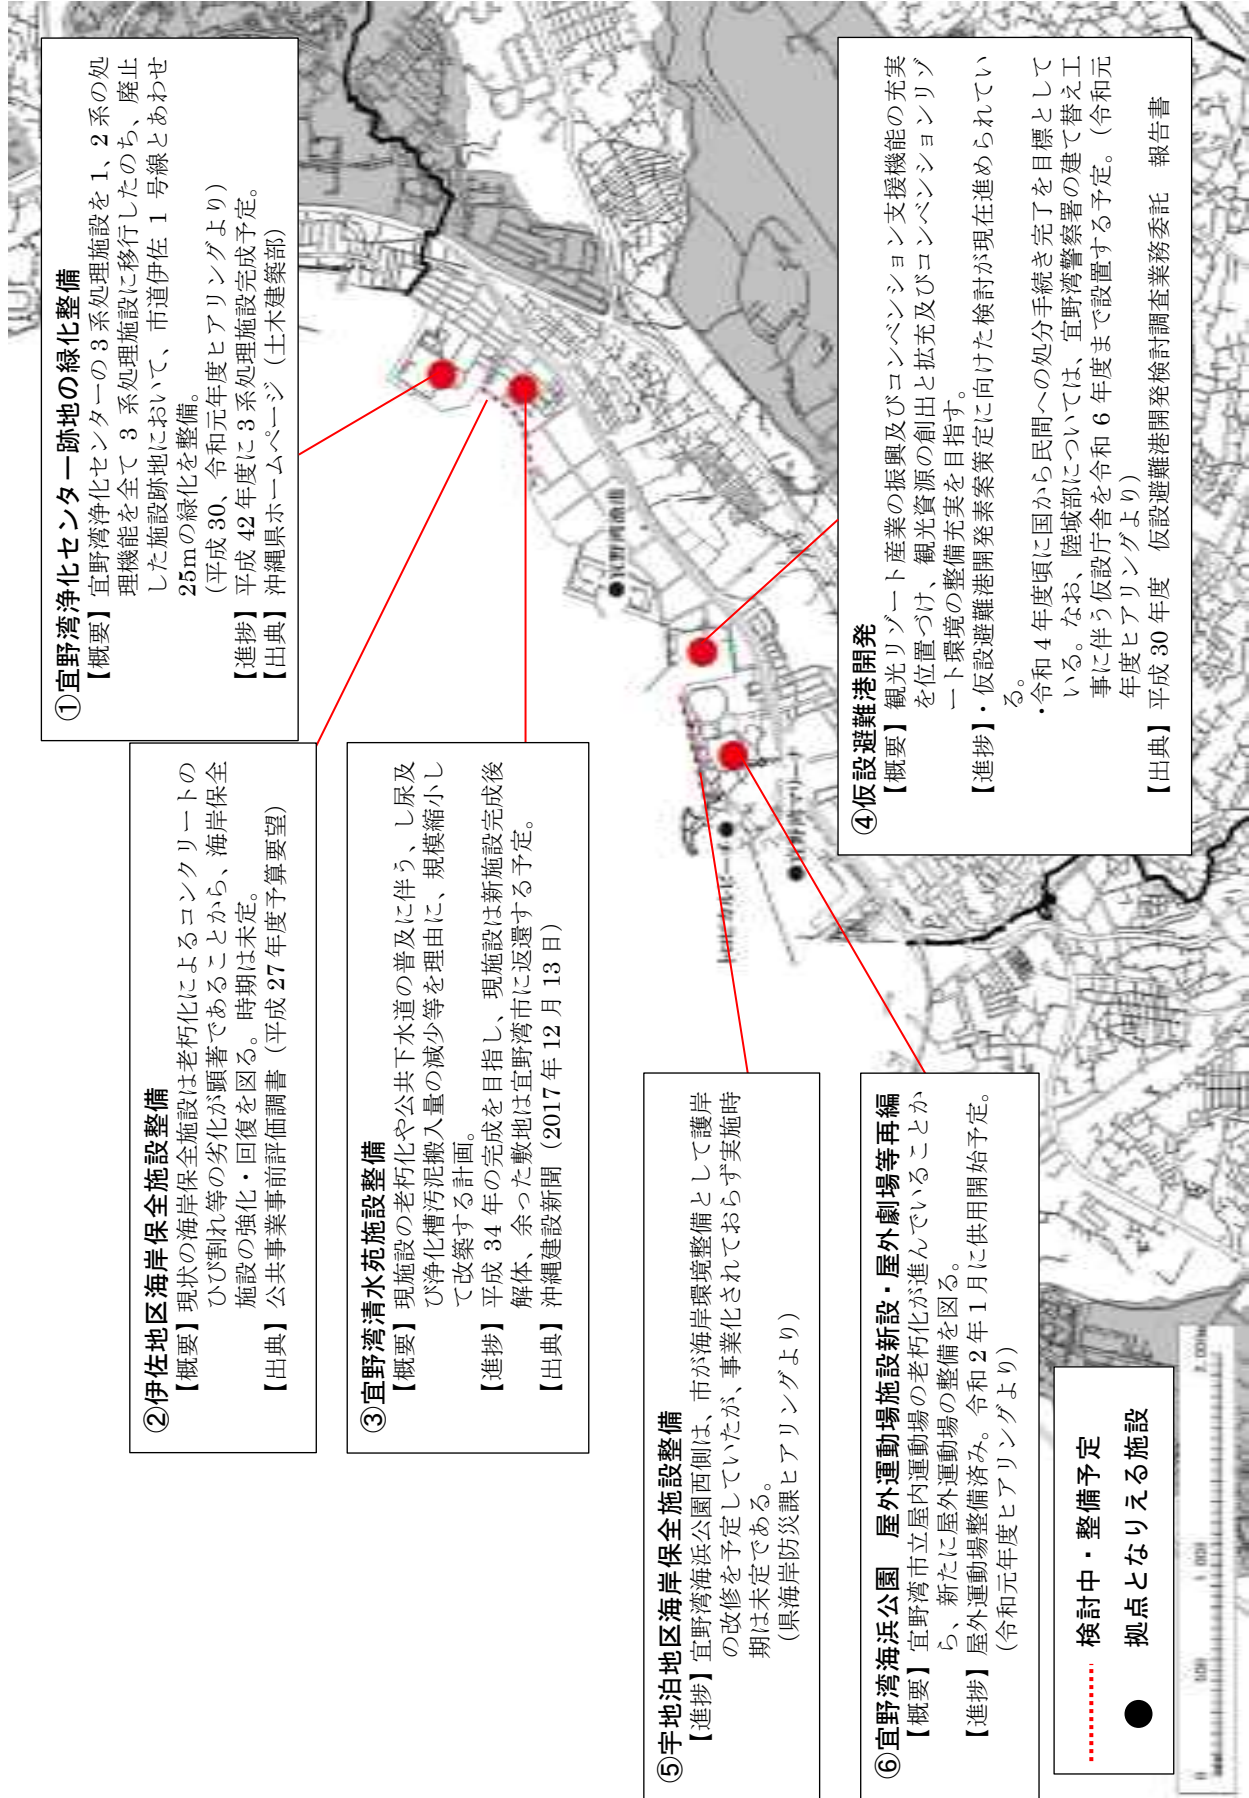 ①宜野湾浄化センター跡地の緑化整備
【概要】宜野湾浄化センターの 3 系処理施設を 1、2 系の処
理機能を全て 3 系処理施設に移行したのち、廃止
した施設跡地において、市道伊佐 1 号線とあわせ
25mの緑化を整備。
(平成 30、令和元年度ヒアリングより)
【進捗】平成 42 年度に 3 系処理施設完成予定。
【出典】沖縄県ホームページ（土木建築部）
②伊佐地区海岸保全施設整備
【概要】現状の海岸保全施設は老朽化によるコンクリートの
ひび割れ等の劣化が顕著であることから、海岸保全
施設の強化・回復を図る。時期は未定。
【出典】公共事業事前評価調書（平成 27 年度予算要望）
③宜野湾清水苑施設整備
【概要】現施設の老朽化や公共下水道の普及に伴う、し尿及
び浄化槽汚泥搬入量の減少等を理由に、規模縮小し
て改築する計画。
【進捗】平成 34 年の完成を目指し、現施設は新施設完成後
解体、余った敷地は宜野湾市に返還する予定。
【出典】沖縄建設新聞（2017 年 12 月 13 日）
④仮設避難港開発
【概要】観光リゾート産業の振興及びコンベンション支援機能の充実
を位置づけ、観光資源の創出と拡充及びコンベンションリゾ
ート環境の整備充実を目指す。
【進捗】・仮設避難港開発素案策定に向けた検討が現在進められてい
る。
・令和 4 年度頃に国から民間への処分手続き完了を目標として
いる。なお、陸域部については、宜野湾警察署の建て替え工
事に伴う仮設庁舎を令和 6 年度まで設置する予定。（令和元
年度ヒアリングより）
【出典】平成 30 年度　仮設避難港開発検討調査業務委託　報告書
⑤宇地泊地区海岸保全施設整備
【進捗】宜野湾海浜公園西側は、市が海岸環境整備として護岸
の改修を予定していたが、事業化されておらず実施時
期は未定である。
(県海岸防災課ヒアリングより)
⑥宜野湾海浜公園　屋外運動場施設新設・屋外劇場等再編
【概要】宜野湾市立屋内運動場の老朽化が進んでいることか
ら、新たに屋外運動場の整備を図る。
【進捗】屋外運動場整備済み。令和 2 年 1 月に供用開始予定。
(令和元年度ヒアリングより)
検討中・整備予定
拠点となりえる施設
宜野湾漁港
0 500 1,000 2,000m